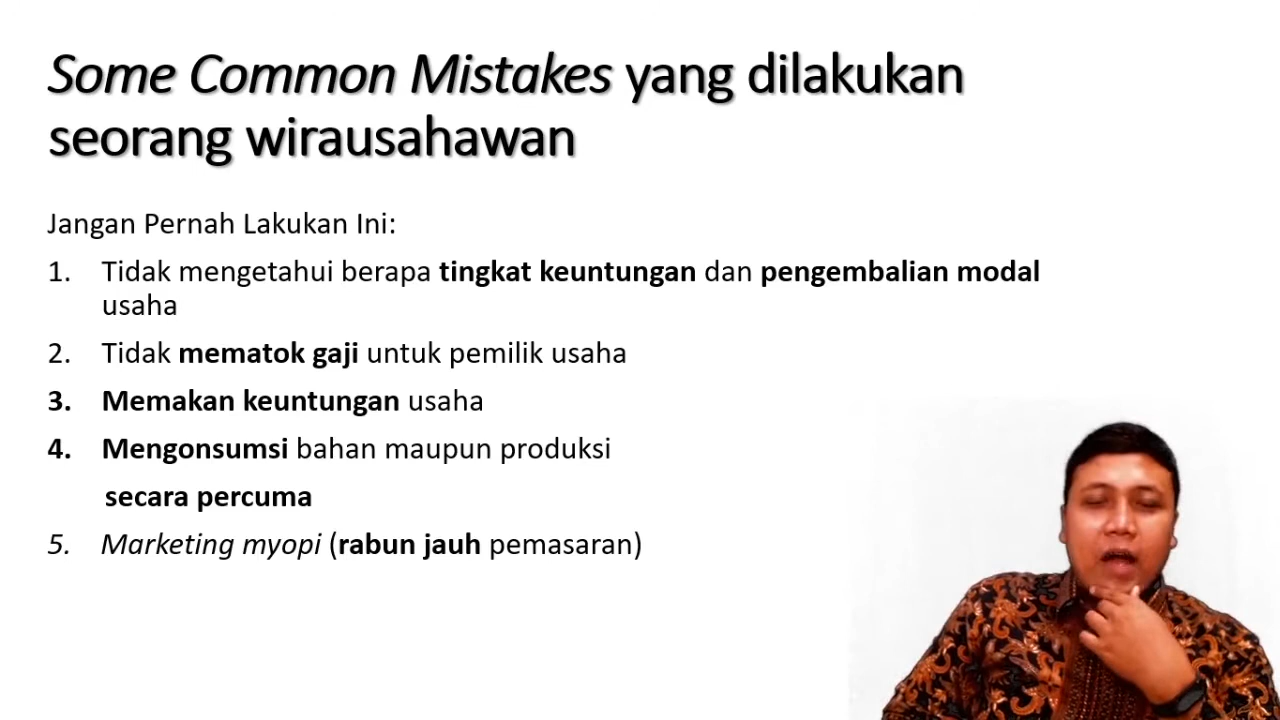 Some Common Mistakes yang dilakukan
seorang wirausahawan
Jangan Pernah Lakukan Ini:
1. Tidak mengetahui berapa tingkat keuntungan dan pengembalian modal
usaha
2. Tidak mematok gaji untuk pemilik usaha
3. Memakan keuntungan usaha
4. Mengonsumsi bahan maupun produksi
secara percuma
5. Marketing myopi (rabun jauh pemasaran)